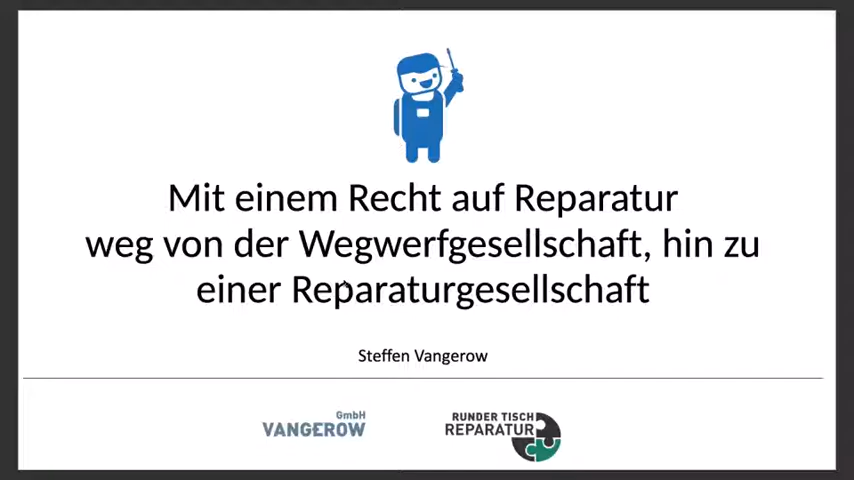 Mit einem Recht auf Reparatur
weg von der Wegwerfgesellschaft, hin zu
einer Reparaturgesellschaft
Steffen Vangerow
GmbH
VANGEROW
RUNDER TISCH
REPARATUR